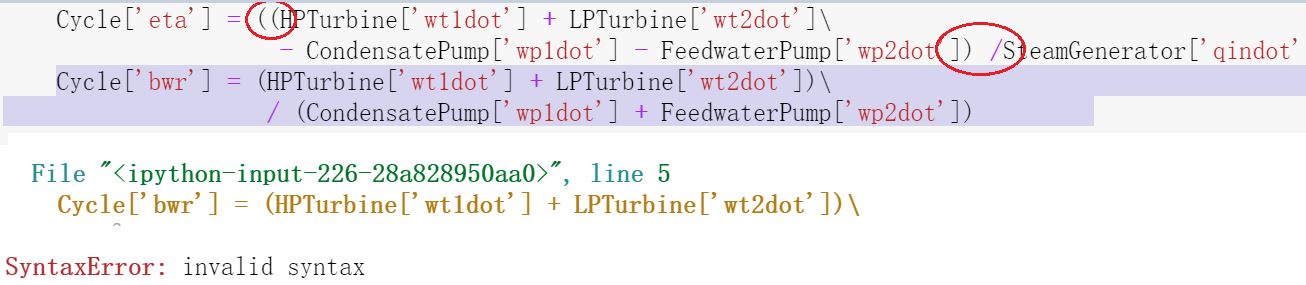 Cycle['eta'] = ((HPTurbine['wt1dot'] + LPTurbine['wt2dot']\
- CondensatePump['wp1dot'] - FeedwaterPump['wp2dot']) /SteamGenerator['qindot'
Cycle['bwr'] = (HPTurbine['wt1dot'] + LPTurbine['wt2dot'])\
/ (CondensatePump['wp1dot'] + FeedwaterPump['wp2dot'])
File "<ipython-input-226-28a828950aa0>", line 5
Cycle['bwr'] = (HPTurbine['wt1dot'] + LPTurbine['wt2dot'])\
^
SyntaxError: invalid syntax